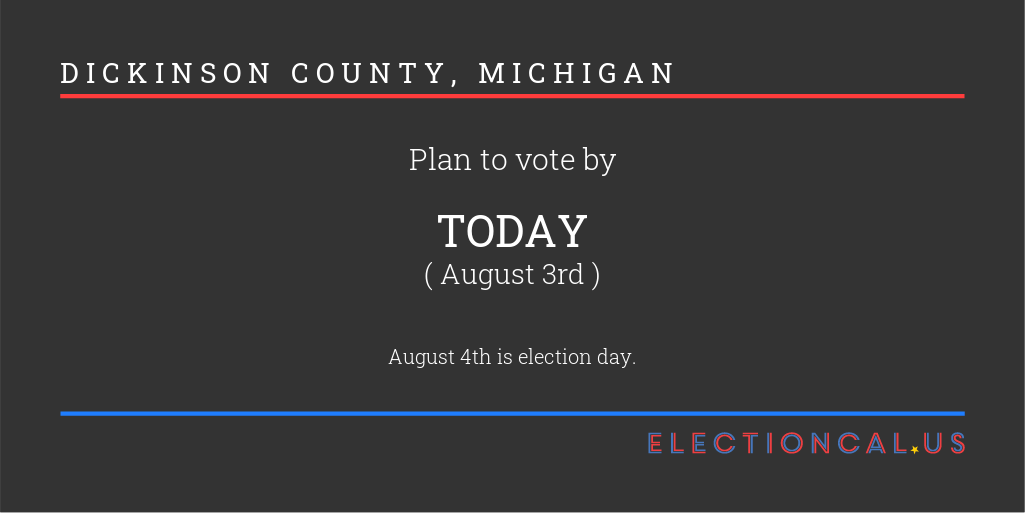 DICKINSON COUNTY, MICHIGAN
Plan to vote by
TODAY
( August 3rd )
August 4th is election day.
ELECTIONCAL.US